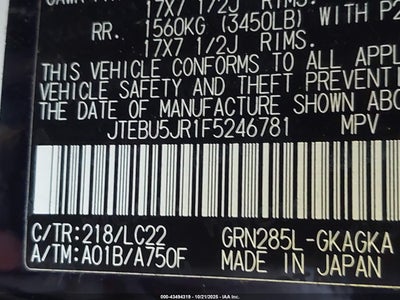 17X7 1/2J RIMS.
RR. 1560KG (3450LB) WITH P2
17X7 1/2J RIMS.
THIS VEHICLE CONFORMS TO ALL APPL
VEHICLE SAFETY AND THEFT
THE DATE OF MANUFACTURE SHOWN ABO
JTEBU5JR1F5246781 MPV
C/TR:218/LC22 GRN285L-GKAGKA
A/TM:A01B/A750F MADE IN JAPAN
000-43494319 | 10/21/2025 - IAA Inc.